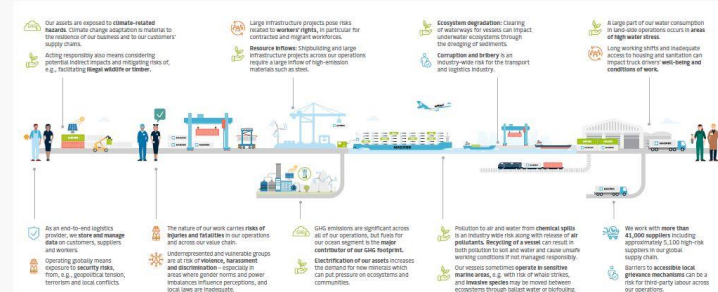 Our assets are exposed to climate-related
hazards. Climate change adaptation is material to
the resilience of our business and to our customers'
supply chains.
Acting responsibly also means considering
potential indirect impacts and mitigating risks of,
e.g., facilitating illegal wildlife or timber.
Large infrastructure projects pose risks
related to workers' rights, in particular for
contracted and migrant workforces.
Resource Inflows: Shipbuilding and large
infrastructure projects across our operations
require a large inflow of high-emission
materials such as steel.
Ecosystem degradation: Clearing
of waterways for vessels can impact
underwater ecosystems through
the dredging of sediments.
Corruption and bribery is an
industry-wide risk for the transport
and logistics industry.
A large part of our water consumption
in land-side operations occurs in areas
of high water stress.
Long working shifts and inadequate
access to housing and sanitation can
impact truck drivers' well-being and
conditions of work.
MAERSK
As an end-to-end logistics
provider, we store and manage
data on customers, suppliers
and workers.
Operating globally means
exposure to security risks,
from, e.g., geopolitical tension,
terrorism and local conflicts.
The nature of our work carries risks of
injuries and fatalities in our operations
and across our value chain.
Underrepresented and vulnerable groups
are at risk of violence, harassment
and discrimination – especially in
areas where gender norms and power
imbalances influence perceptions, and
local laws are inadequate.
GHG emissions are significant across
all of our operations, but fuels for
our ocean segment is the major
contributor of our GHG footprint.
Electrification of our assets increases
the demand for new minerals which
can put pressure on ecosystems and
communities.
Pollution to air and water from chemical spills
is an industry wide risk along with release of air
pollutants. Recycling of a vessel can result in
both pollution to soil and water and cause unsafe
working conditions if not managed responsibly.
Our vessels sometimes operate in sensitive
marine areas, e.g. with risk of whale strikes,
and invasive species may be moved between
ecosystems through ballast water or biofouling.
We work with more than
41,000 suppliers including
approximately 5,100 high-risk
suppliers in our global
supply chain.
Barriers to accessible local
grievance mechanisms can be a
risk for third-party labour across
our operations.